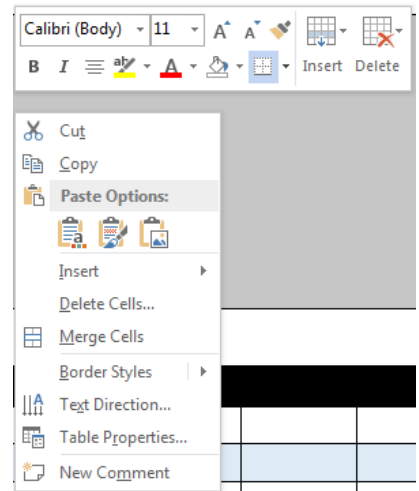 Calibri (Body) 11 A A
B I ab A Insert Delete
Cut
Copy
Paste Options:
a
Insert
Delete Cells...
Merge Cells
Border Styles
A Text Direction...
Table Properties...
New Comment